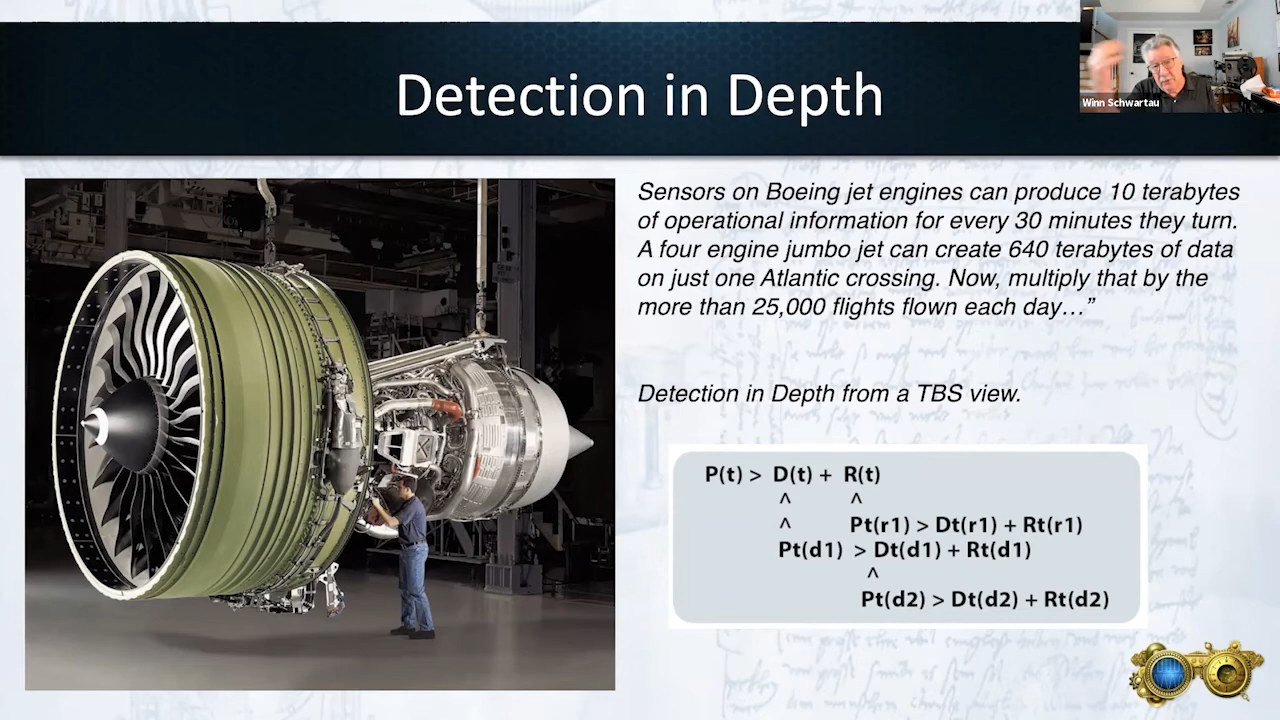 Detection in Depth
Winn Schwartau
Sensors on Boeing jet engines can produce 10 terabytes
of operational information for every 30 minutes they turn.
A four engine jumbo jet can create 640 terabytes of data
on just one Atlantic crossing. Now, multiply that by the
more than 25,000 flights flown each day…”
Detection in Depth from a TBS view.
P(t) > D(t) + R(t)
^ ^
^ Pt(r1) > Dt(r1) + Rt(r1)
Pt(d1) > Dt(d1) + Rt(d1)
^
Pt(d2) > Dt(d2) + Rt(d2)